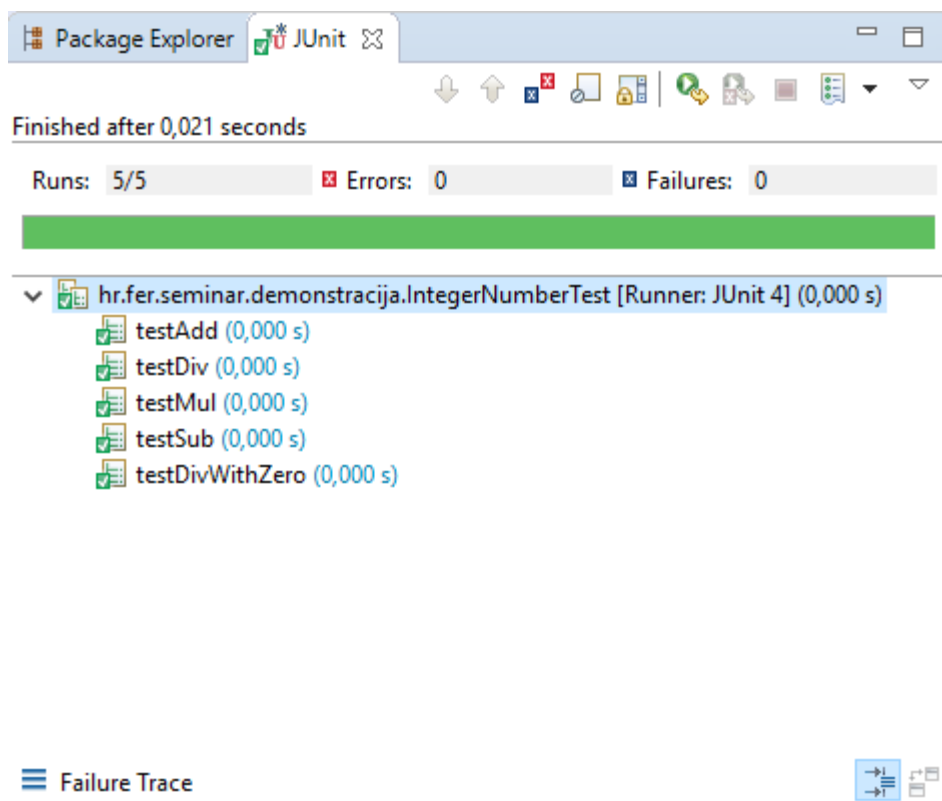 Package Explorer JUnit
Finished after 0,021 seconds
Runs: 5/5 Errors: 0 Failures: 0
hr.fer.seminar.demonstracija.IntegerNumberTest [Runner: JUnit 4] (0,000 s)
testAdd (0,000 s)
testDiv (0,000 s)
testMul (0,000 s)
testSub (0,000 s)
testDivWithZero (0,000 s)
Failure Trace